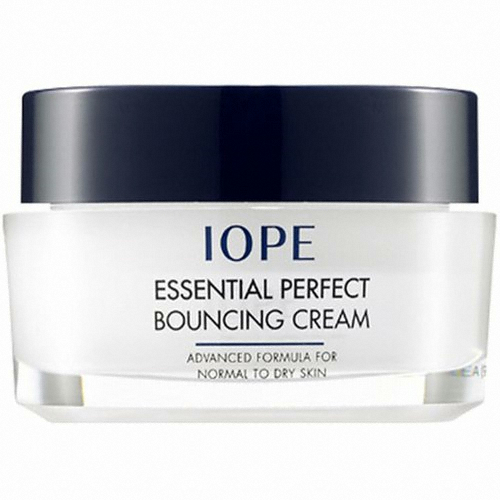 IOPE
ESSENTIAL PERFECT
BOUNCING CREAM
ADVANCED FORMULA FOR
NORMAL TO DRY SKIN